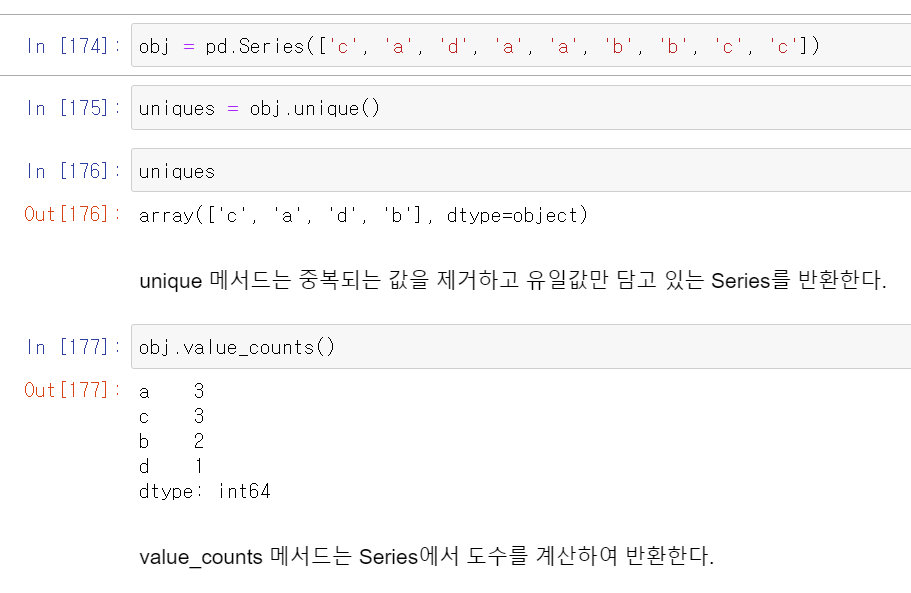 In [174]: obj = pd.Series(['c', 'a', 'd', 'a', 'a', 'b', 'b', 'c', 'c'])
In [175]: uniques = obj.unique()
In [176]: uniques
Out[176]: array(['c', 'a', 'd', 'b'], dtype=object)
unique 메서드는 중복되는 값을 제거하고 유일값만 담고 있는 Series를 반환한다.
In [177]: obj.value_counts()
Out[177]: a    3
c    3
b    2
d    1
dtype: int64
value_counts 메서드는 Series에서 도수를 계산하여 반환한다.